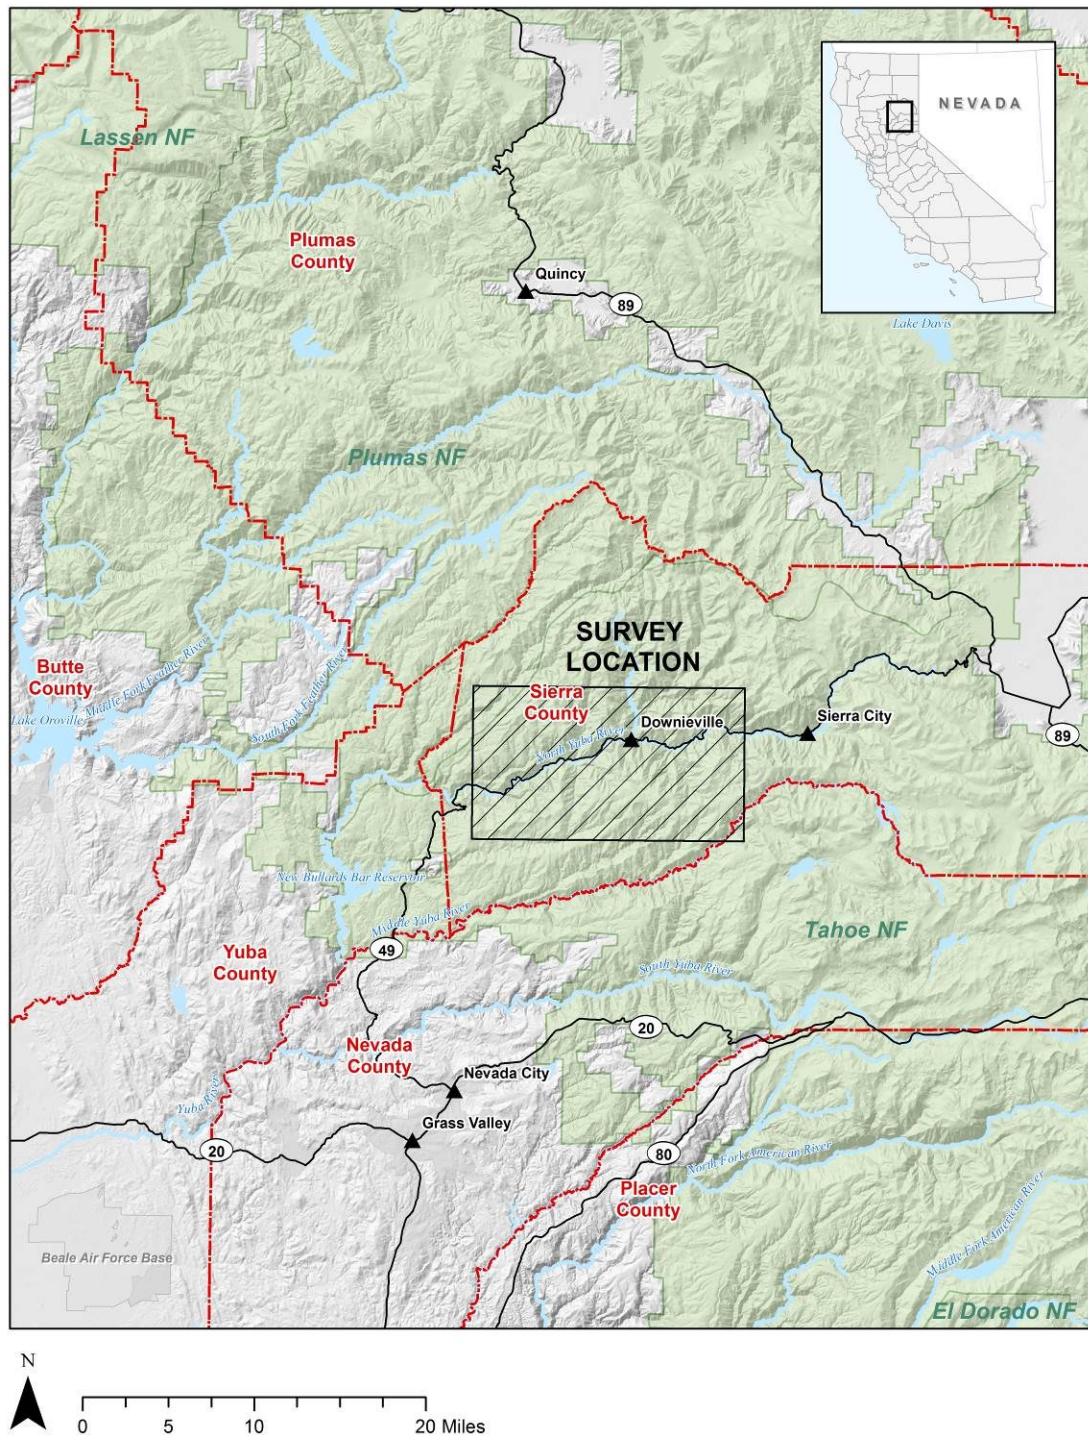 NEVADA
Lassen NF
Plumas
County
Quincy
89
Lake Davis
Plumas NF
SURVEY
LOCATION
Butte
County
Middle Fork Feather River
Lake Oroville
South Fork Feather River
Sierra
County
Downieville
North Yuba River
Sierra City
89
New Bullards Bar Reservoir
Middle Yuba River
Tahoe NF
49
Yuba
County
South Yuba River
20
Nevada
County
Nevada City
Yuba River
Grass Valley
20
80
North Fork American River
Placer
County
Middle Fork American River
Beale Air Force Base
El Dorado NF
N
0 5 10 20 Miles